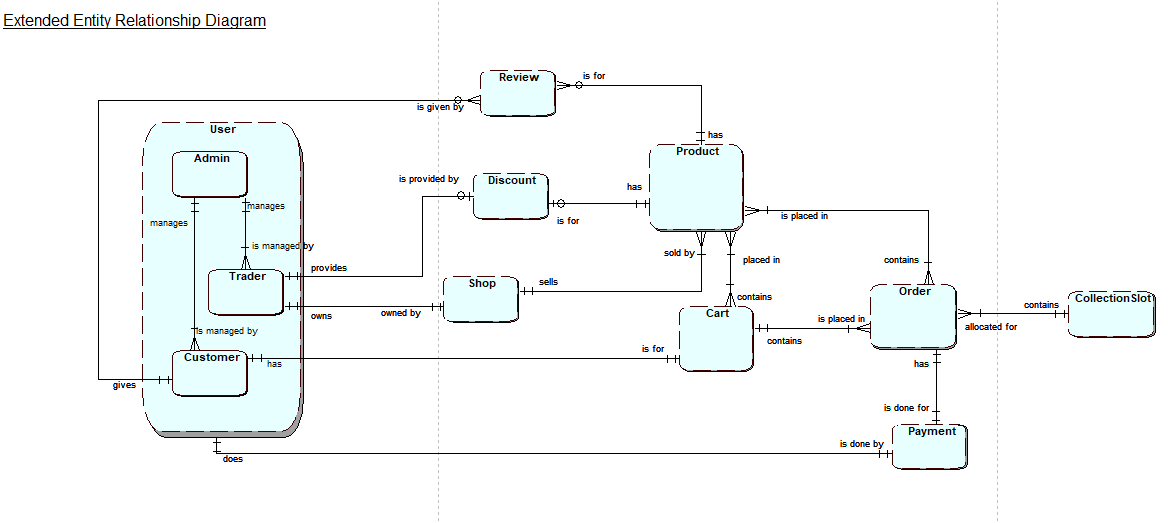 Extended Entity Relationship Diagram
Review
is for
is given by
has
User
Admin
Product
manages
manages
is managed by
is provided by
Discount
has
is for
is placed in
sold by
placed in
contains
Trader
provides
owns
owned by
Shop
sells
contains
Cart
is placed in
contains
Order
contains
allocated for
CollectionSlot
is managed by
Customer
has
is for
gives
has
is done for
Payment
is done by
does